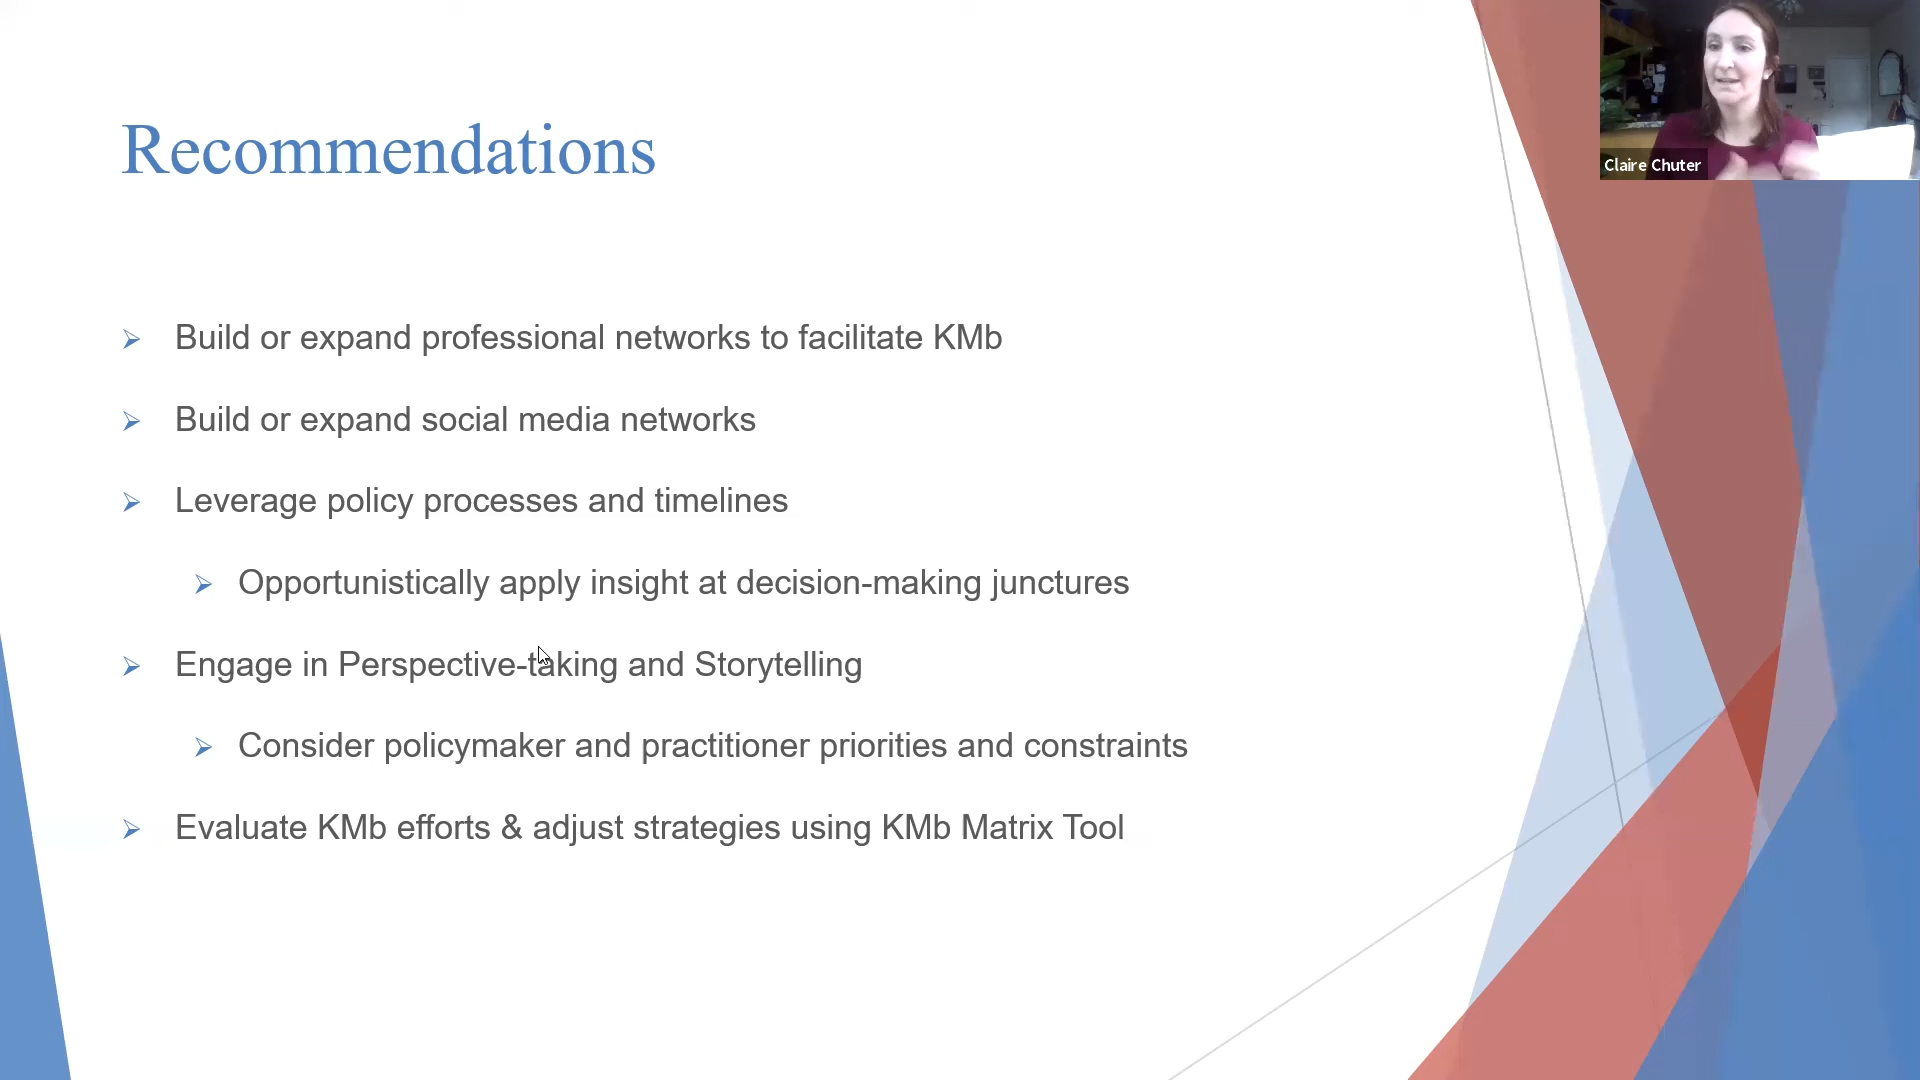 Claire Chuter
Recommendations
Build or expand professional networks to facilitate KMb
Build or expand social media networks
Leverage policy processes and timelines
Opportunistically apply insight at decision-making junctures
Engage in Perspective-taking and Storytelling
Consider policymaker and practitioner priorities and constraints
Evaluate KMb efforts & adjust strategies using KMb Matrix Tool